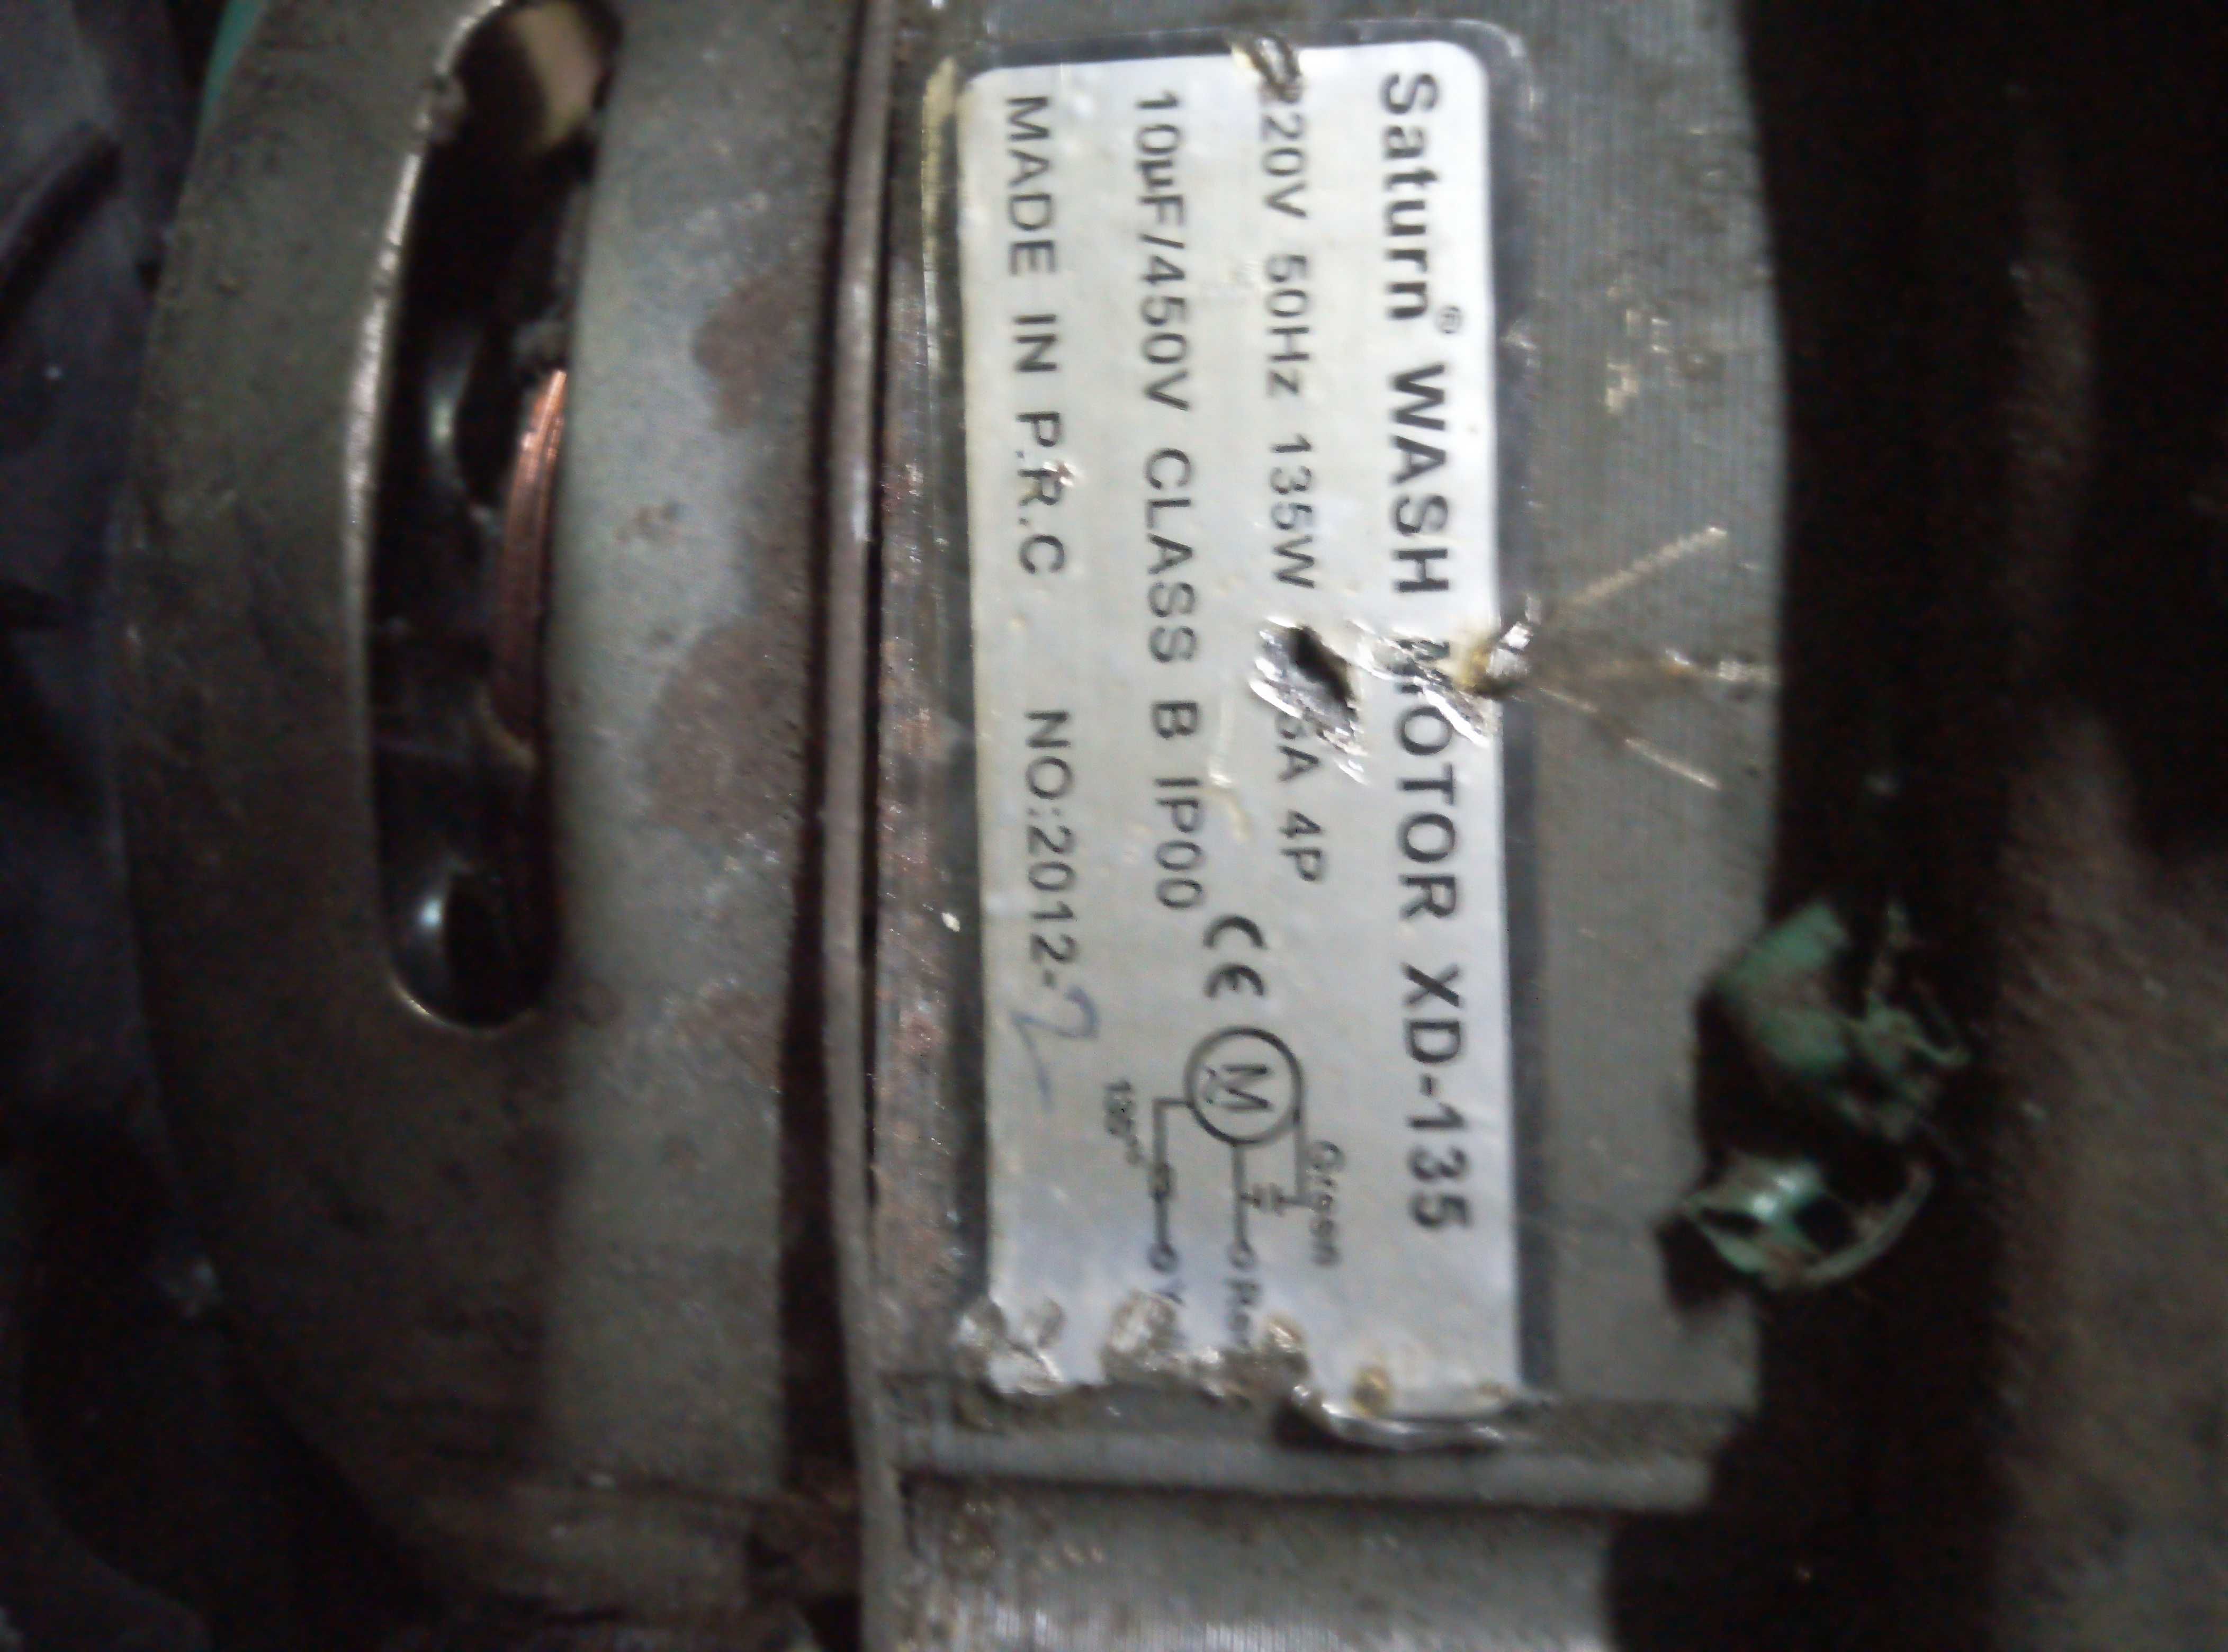 Saturn® WASH MOTOR XD-135
220V 50Hz 135W 4P
10µF/450V CLASS B IP00
CE
MADE IN P.R.C NO:2012-2
M
Green